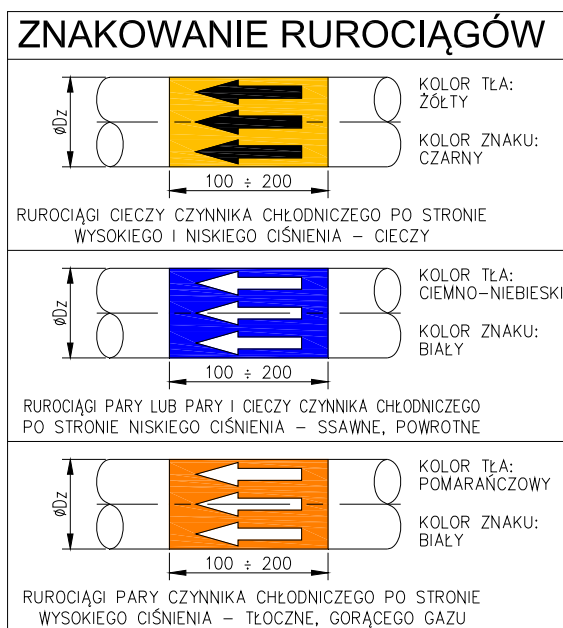 ZNAKOWANIE RUROCIĄGÓW
øDz
KOLOR TŁA:
ŻÓŁTY
KOLOR ZNAKU:
CZARNY
100 ÷ 200
RUROCIĄGI CIECZY CZYNNIKA CHŁODNICZEGO PO STRONIE
WYSOKIEGO I NISKIEGO CIŚNIENIA – CIECZY
øDz
KOLOR TŁA:
CIEMNO–NIEBIESKI
KOLOR ZNAKU:
BIAŁY
100 ÷ 200
RUROCIĄGI PARY LUB PARY I CIECZY CZYNNIKA CHŁODNICZEGO
PO STRONIE NISKIEGO CIŚNIENIA – SSAWNE, POWROTNE
øDz
KOLOR TŁA:
POMARAŃCZOWY
KOLOR ZNAKU:
BIAŁY
100 ÷ 200
RUROCIĄGI PARY CZYNNIKA CHŁODNICZEGO PO STRONIE
WYSOKIEGO CIŚNIENIA – TŁOCZNE, GORĄCEGO GAZU